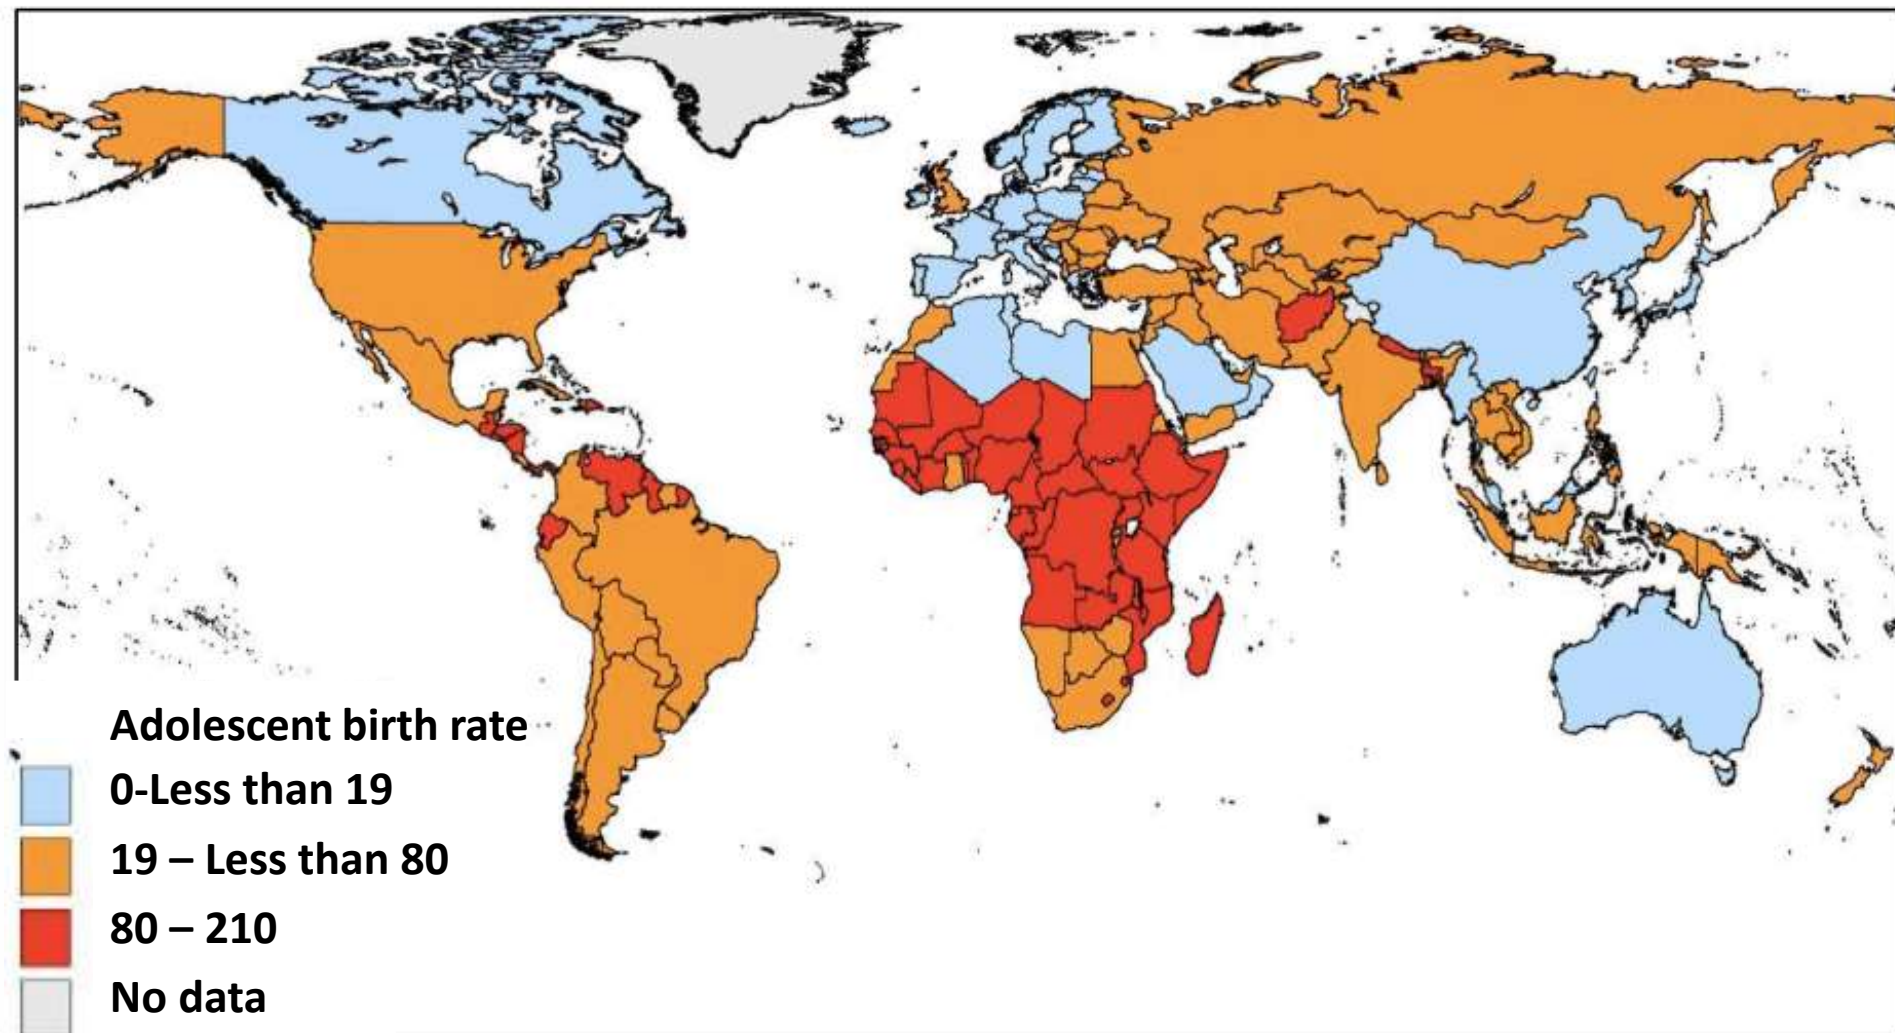 Adolescent birth rate
0-Less than 19
19 – Less than 80
80 – 210
No data